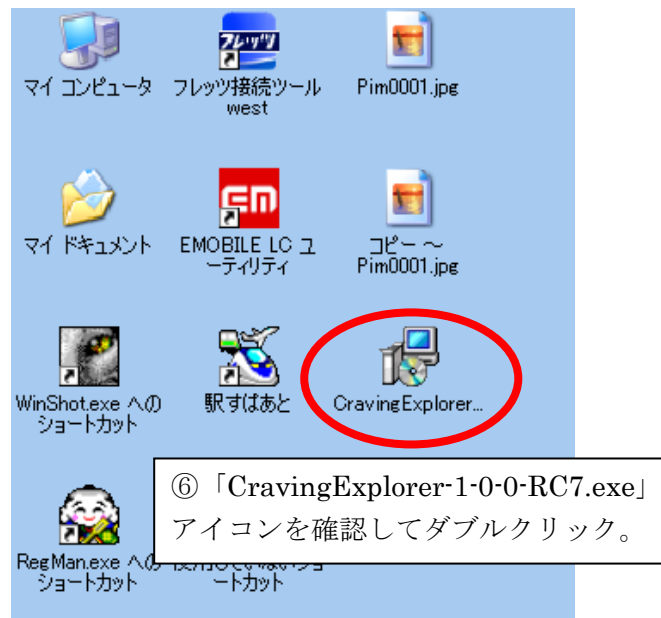 マイ コンピュータ
フレッツ
フレッツ接続ツール
west
Pim0001.jpg
マイ ドキュメント
Em
EMOBILE LC ユ
ーティリティ
コピー ～
Pim0001.jpg
WinShot.exe への
ショートカット
駅すぱあと
CravingExplorer...
⑥「CravingExplorer-1-0-0-RC7.exe」
アイコンを確認してダブルクリック。
RegMan.exe への
ショートカット
ートカット